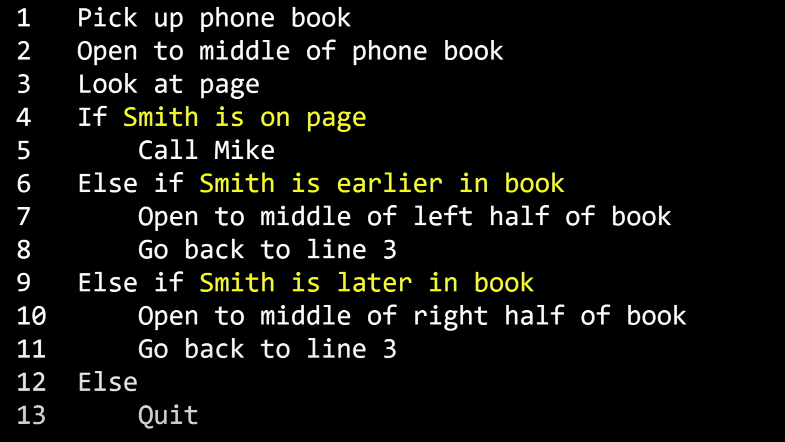 1 Pick up phone book
2 Open to middle of phone book
3 Look at page
4 If Smith is on page
5 Call Mike
6 Else if Smith is earlier in book
7 Open to middle of left half of book
8 Go back to line 3
9 Else if Smith is later in book
10 Open to middle of right half of book
11 Go back to line 3
12 Else
13 Quit